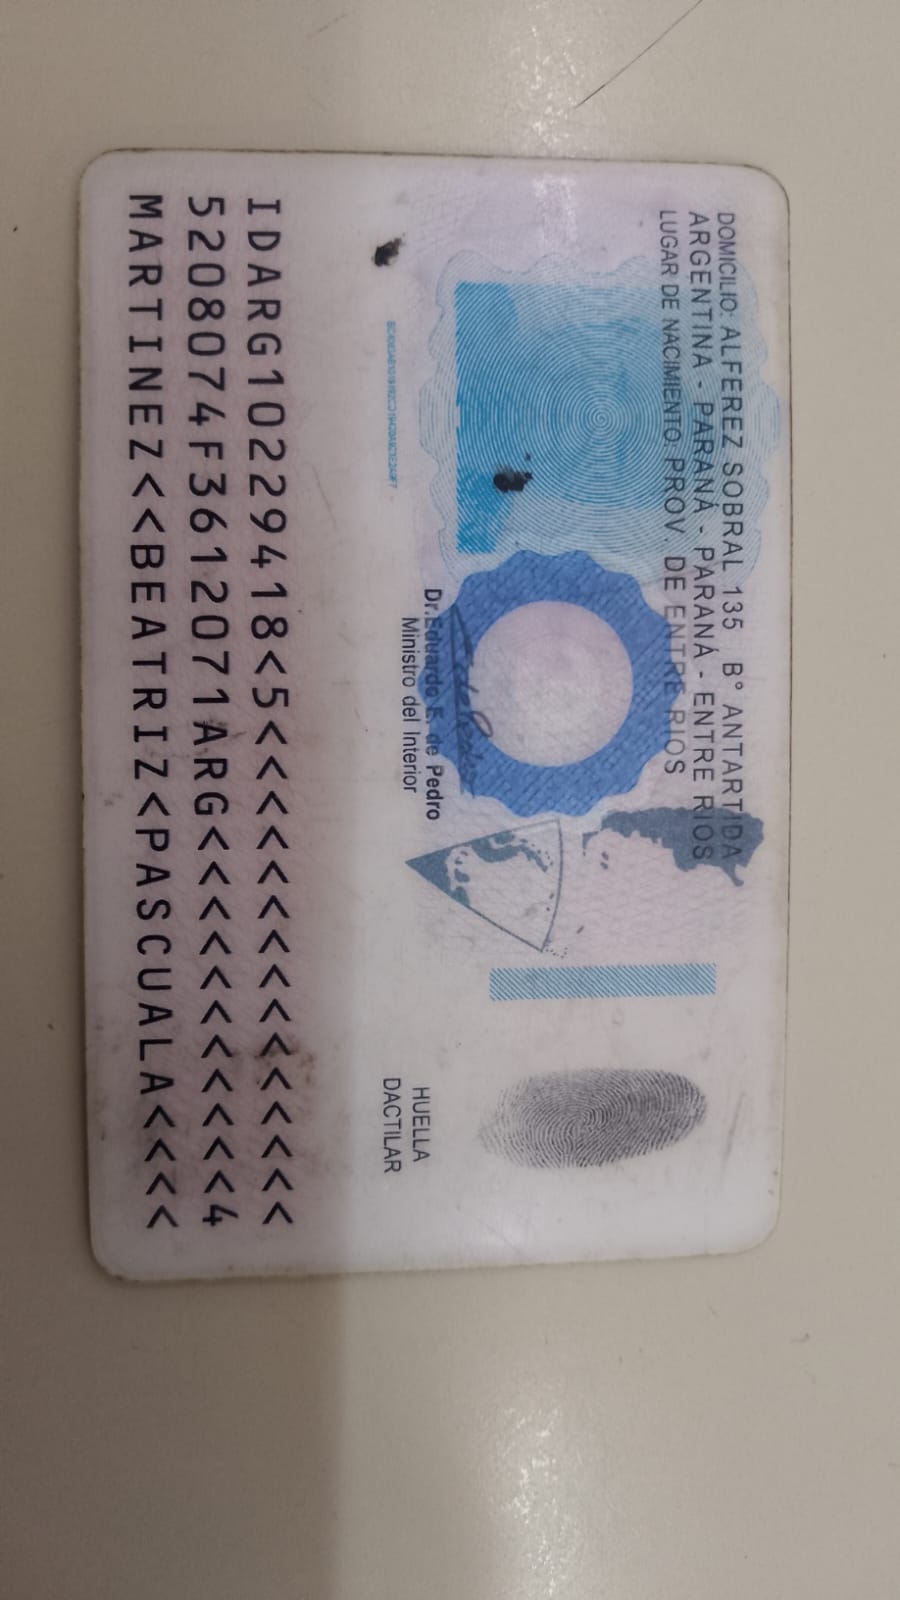 DOMICILIO: ALFEREZ SOBRAL 135 B° ANTARTIDA
ARGENTINA - PARANÁ - PARANÁ - ENTRE RIOS
LUGAR DE NACIMIENTO: PROV. DE ENTRE RIOS
Dr. Eduardo E. de Pedro
Ministro del Interior
HUELLA
DACTILAR
IDARG10229418<5<<<<<<<<<<<<<<<
5208074F3612071ARG<<<<<<<<<<<4
MARTINEZ<<BEATRIZ<PASCUALA<<<<